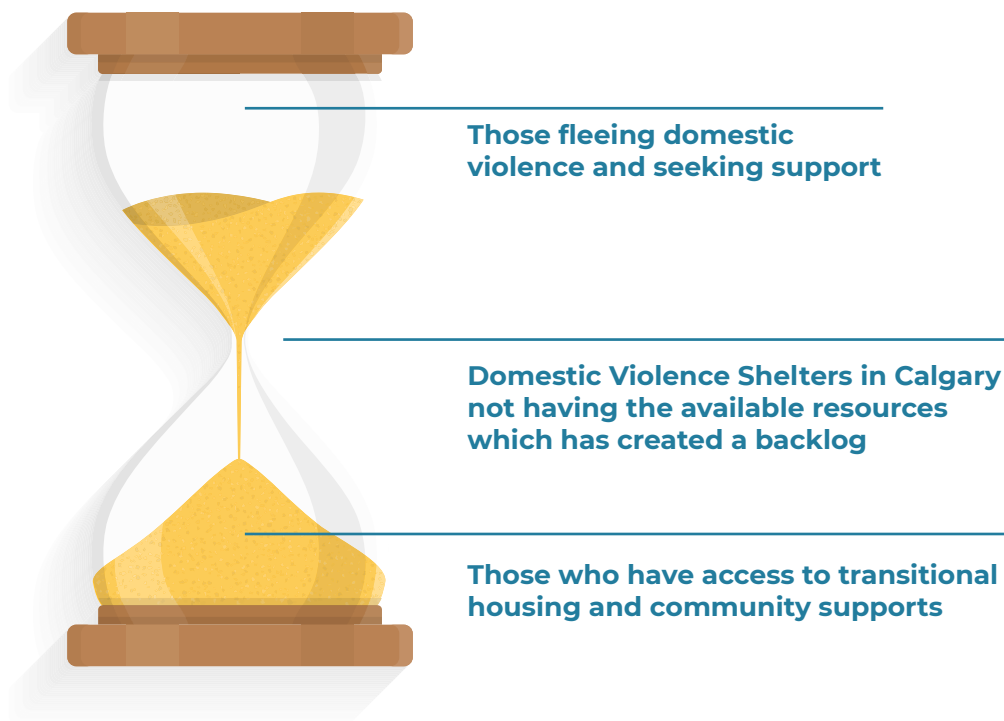 Those fleeing domestic
violence and seeking support
Domestic Violence Shelters in Calgary
not having the available resources
which has created a backlog
Those who have access to transitional
housing and community supports